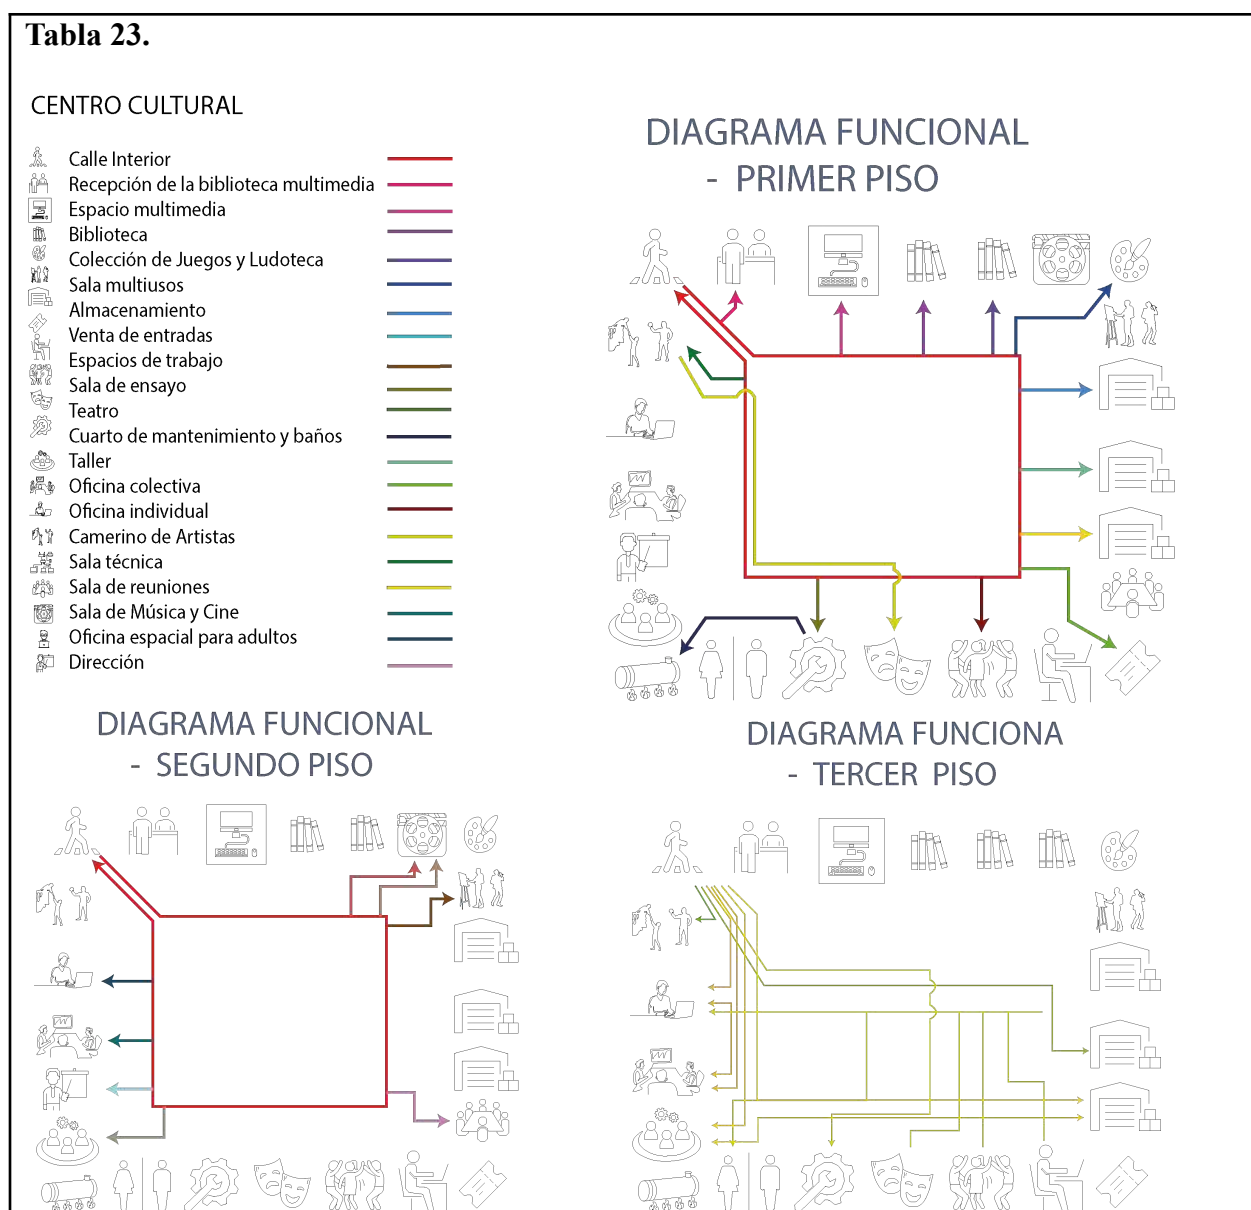 Tabla 23.
CENTRO CULTURAL
Calle Interior
Recepción de la biblioteca multimedia
Espacio multimedia
Biblioteca
Colección de Juegos y Ludoteca
Sala multiusos
Almacenamiento
Venta de entradas
Espacios de trabajo
Sala de ensayo
Teatro
Cuarto de mantenimiento y baños
Taller
Oficina colectiva
Oficina individual
Camerino de Artistas
Sala técnica
Sala de reuniones
Sala de Música y Cine
Oficina espacial para adultos
Dirección
DIAGRAMA FUNCIONAL
- PRIMER PISO
DIAGRAMA FUNCIONAL
- SEGUNDO PISO
DIAGRAMA FUNCIONA
- TERCER PISO